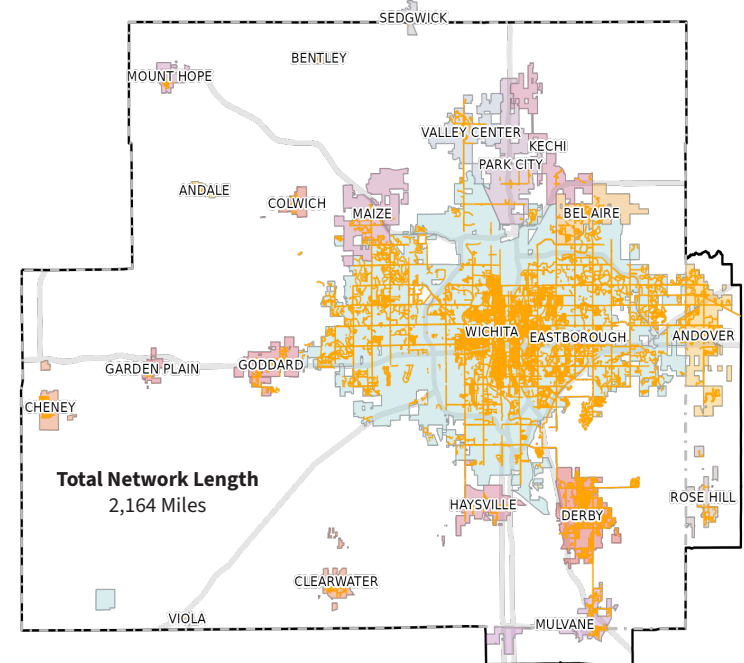 SEDGWICK
BENTLEY
MOUNT HOPE
VALLEY CENTER
KECHI
PARK CITY
ANDALE
COLWICH
MAIZE
BEL AIRE
WICHITA
EASTBOROUGH
ANDOVER
GARDEN PLAIN
GODDARD
CHENEY
Total Network Length
2,164 Miles
HAYSVILLE
ROSE HILL
DERBY
CLEARWATER
VIOLA
MULVANE